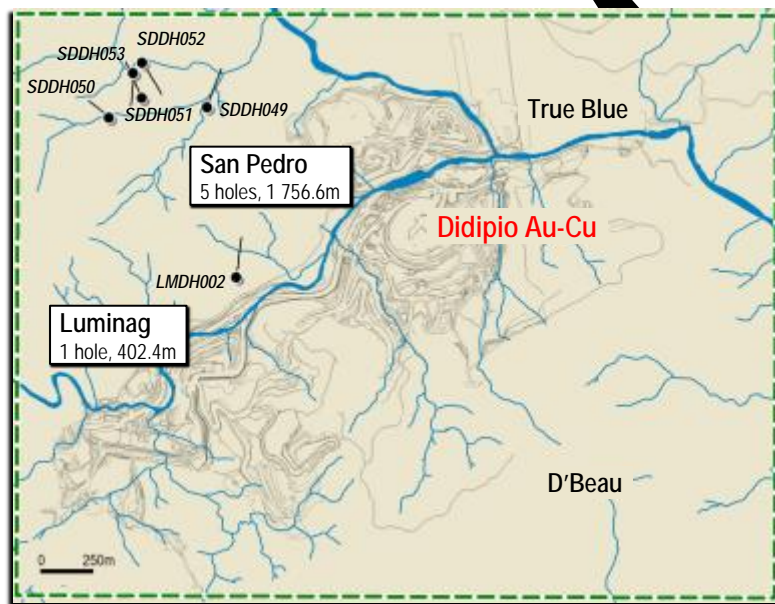 SDDH052
SDDH053
SDDH050
SDDH051
SDDH049
True Blue
San Pedro
5 holes, 1 756.6m
Didipio Au-Cu
LMDH002
Luminag
1 hole, 402.4m
D'Beau
0 250m